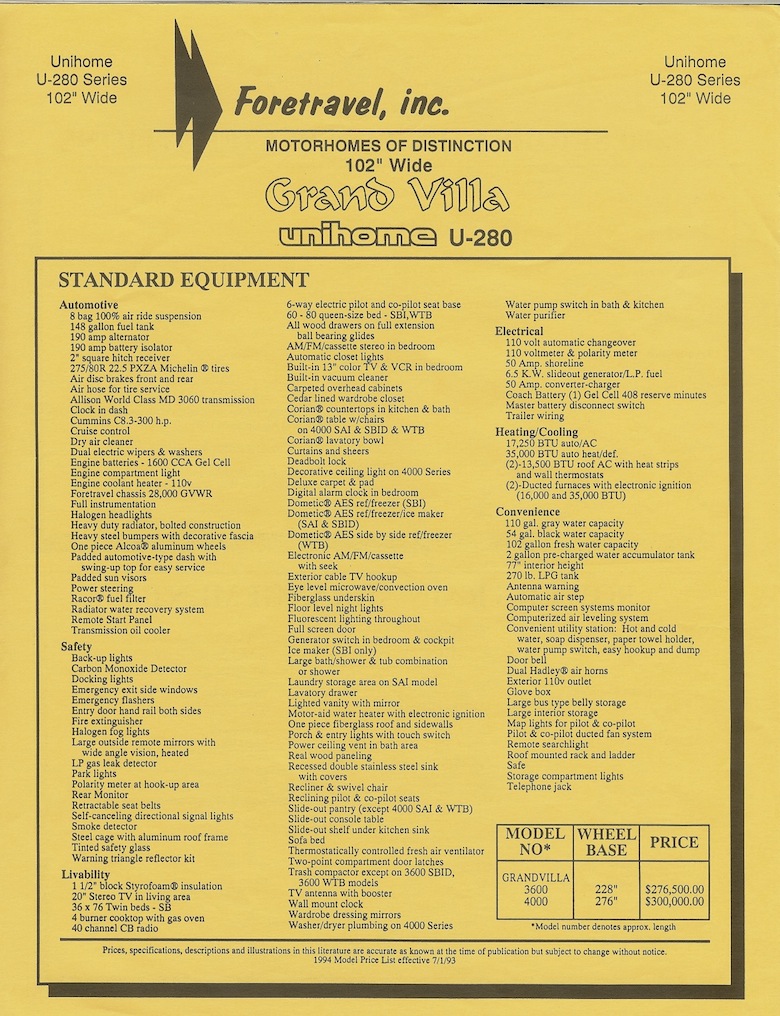 Unihome
U-280 Series
102" Wide
Foretravel, inc.
Unihome
U-280 Series
102" Wide
MOTORHOMES OF DISTINCTION
102" Wide
Grand Villa
unihome U-280
STANDARD EQUIPMENT
Automotive
8 bag 100% air ride suspension
148 gallon fuel tank
190 amp alternator
190 amp battery isolator
2" square hitch receiver
275/80R 22.5 PXZA Michelin ® tires
Air disc brakes front and rear
Air hose for tire service
Allison World Class MD 3060 transmission
Clock in dash
Cummins C8.3-300 h.p.
Cruise control
Dry air cleaner
Dual electric wipers & washers
Engine batteries - 1600 CCA Gel Cell
Engine compartment light
Engine coolant heater - 110v
Foretravel chassis 28,000 GVWR
Full instrumentation
Halogen headlights
Heavy duty radiator, bolted construction
Heavy steel bumpers with decorative fascia
One piece Alcoa® aluminum wheels
Padded automotive-type dash with
swing-up top for easy service
Padded sun visors
Power steering
Racor® fuel filter
Radiator water recovery system
Remote Start Panel
Transmission oil cooler
Safety
Back-up lights
Carbon Monoxide Detector
Docking lights
Emergency exit side windows
Emergency flashers
Entry door hand rail both sides
Fire extinguisher
Halogen fog lights
Large outside remote mirrors with
wide angle vision, heated
LP gas leak detector
Park lights
Polarity meter at hook-up area
Rear Monitor
Retractable seat belts
Self-canceling directional signal lights
Smoke detector
Steel cage with aluminum roof frame
Tinted safety glass
Warning triangle reflector kit
Livability
1 1/2" block Styrofoam® insulation
20" Stereo TV in living area
36 x 76 Twin beds - SB
4 burner cooktop with gas oven
40 channel CB radio
6-way electric pilot and co-pilot seat base
60 - 80 queen-size bed - SBI,WTB
All wood drawers on full extension
ball bearing glides
AM/FM/cassette stereo in bedroom
Automatic closet lights
Built-in 13" color TV & VCR in bedroom
Built-in vacuum cleaner
Carpeted overhead cabinets
Cedar lined wardrobe closet
Corian® countertops in kitchen & bath
Corian® table w/chairs
on 4000 SAI & SBID & WTB
Corian® lavatory bowl
Curtains and sheers
Deadbolt lock
Decorative ceiling light on 4000 Series
Deluxe carpet & pad
Digital alarm clock in bedroom
Dometic® AES ref/freezer (SBI)
Dometic® AES ref/freezer/ice maker
(SAI & SBID)
Dometic® AES side by side ref/freezer
(WTB)
Electronic AM/FM/cassette
with seek
Exterior cable TV hookup
Eye level microwave/convection oven
Fiberglass underskin
Floor level night lights
Fluorescent lighting throughout
Full screen door
Generator switch in bedroom & cockpit
Ice maker (SBI only)
Large bath/shower & tub combination
or shower
Laundry storage area on SAI model
Lavatory drawer
Lighted vanity with mirror
Motor-aid water heater with electronic ignition
One piece fiberglass roof and sidewalls
Porch & entry lights with touch switch
Power ceiling vent in bath area
Real wood paneling
Recessed double stainless steel sink
with covers
Recliner & swivel chair
Reclining pilot & co-pilot seats
Slide-out pantry (except 4000 SAI & WTB)
Slide-out console table
Slide-out shelf under kitchen sink
Sofa bed
Thermostatically controlled fresh air ventilator
Two-point compartment door latches
Trash compactor except on 3600 SBID,
3600 WTB models
TV antenna with booster
Wall mount clock
Wardrobe dressing mirrors
Washer/dryer plumbing on 4000 Series
Water pump switch in bath & kitchen
Water purifier
Electrical
110 volt automatic changeover
110 voltmeter & polarity meter
50 Amp. shoreline
6.5 K.W. slideout generator/L.P. fuel
50 Amp. converter-charger
Coach Battery (1) Gel Cell 408 reserve minutes
Master battery disconnect switch
Trailer wiring
Heating/Cooling
17,250 BTU auto/AC
35,000 BTU auto heat/def.
(2)-13,500 BTU roof AC with heat strips
and wall thermostats
(2)-Ducted furnaces with electronic ignition
(16,000 and 35,000 BTU)
Convenience
110 gal. gray water capacity
54 gal. black water capacity
102 gallon fresh water capacity
2 gallon pre-charged water accumulator tank
77" interior height
270 lb. LPG tank
Antenna warning
Automatic air step
Computer screen systems monitor
Computerized air leveling system
Convenient utility station: Hot and cold
water, soap dispenser, paper towel holder,
water pump switch, easy hookup and dump
Door bell
Dual Hadley® air horns
Exterior 110v outlet
Glove box
Large bus type belly storage
Large interior storage
Map lights for pilot & co-pilot
Pilot & co-pilot ducted fan system
Remote searchlight
Roof mounted rack and ladder
Safe
Storage compartment lights
Telephone jack
MODEL NO* WHEEL BASE PRICE
GRANDVILLA
3600 228" $276,500.00
4000 276" $300,000.00
*Model number denotes approx. length
Prices, specifications, descriptions and illustrations in this literature are accurate as known at the time of publication but subject to change without notice.
1994 Model Price List effective 7/1/93